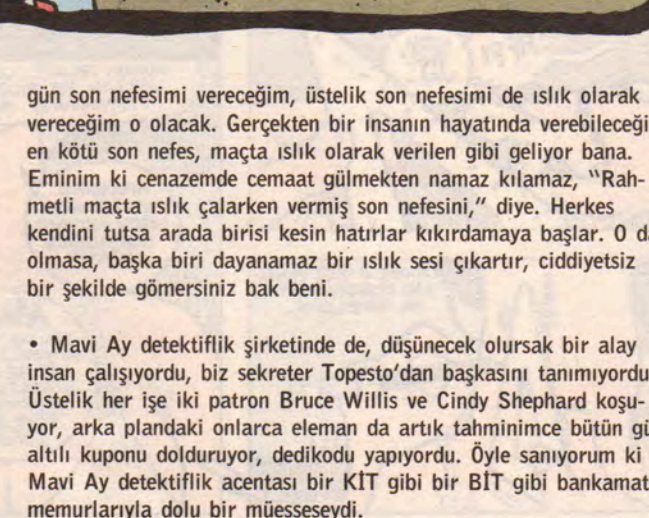 gün son nefesimi vereceğim, üstelik son nefesimi de ıslık olarak
vereceğim o olacak. Gerçekten bir insanın hayatında verebileceği
en kötü son nefes, maçta ıslık olarak verilen gibi geliyor bana.
Eminim ki cenazemde cemaat gülmekten namaz kılamaz, “Rah-
metli maçta ıslık çalarken vermiş son nefesini,” diye. Herkes
kendini tutsa arada birisi kesin hatırlar kıkırdamaya başlar. O da
olmasa, başka biri dayanamaz bir ıslık sesi çıkartır, ciddiyetsiz
bir şekilde gömersiniz bak beni.
• Mavi Ay detektiflik şirketinde de, düşünecek olursak bir alay
insan çalışıyordu, biz sekreter Topesto'dan başkasını tanımıyordu
Üstelik her işe iki patron Bruce Willis ve Cindy Shephard koşu-
yor, arka plandaki onlarca eleman da artık tahminimce bütün gü
altılı kuponu dolduruyor, dedikodu yapıyordu. Öyle sanıyorum ki
Mavi Ay detektiflik acentası bir KİT gibi bir BİT gibi bankamat
memurlarıyla dolu bir müesseseydi.